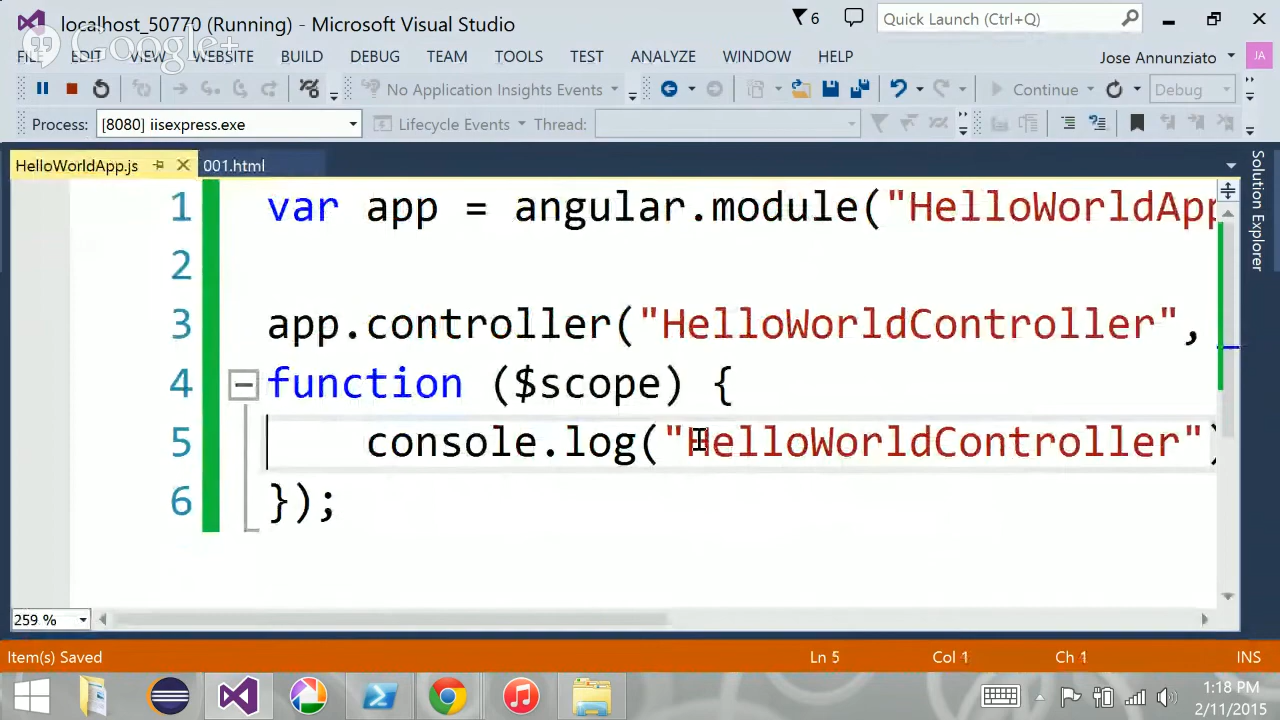 localhost_50770 (Running) - Microsoft Visual Studio
6
Quick Launch (Ctrl+Q)
Google+
FILE EDIT VIEW WEBSITE BUILD DEBUG TEAM TOOLS TEST ANALYZE WINDOW HELP
Jose Annunziato
JA
No Application Insights Events
Continue
Debug
Process: [8080] iisexpress.exe
Lifecycle Events
Thread:
HelloWorldApp.js
001.html
Solution Explorer
1 var app = angular.module("HelloWorldApp
2
3 app.controller("HelloWorldController",
4 function ($scope) {
5 console.log("HelloWorldController")
6 });
259 %
Item(s) Saved
Ln 5
Col 1
Ch 1
INS
1:18 PM
2/11/2015